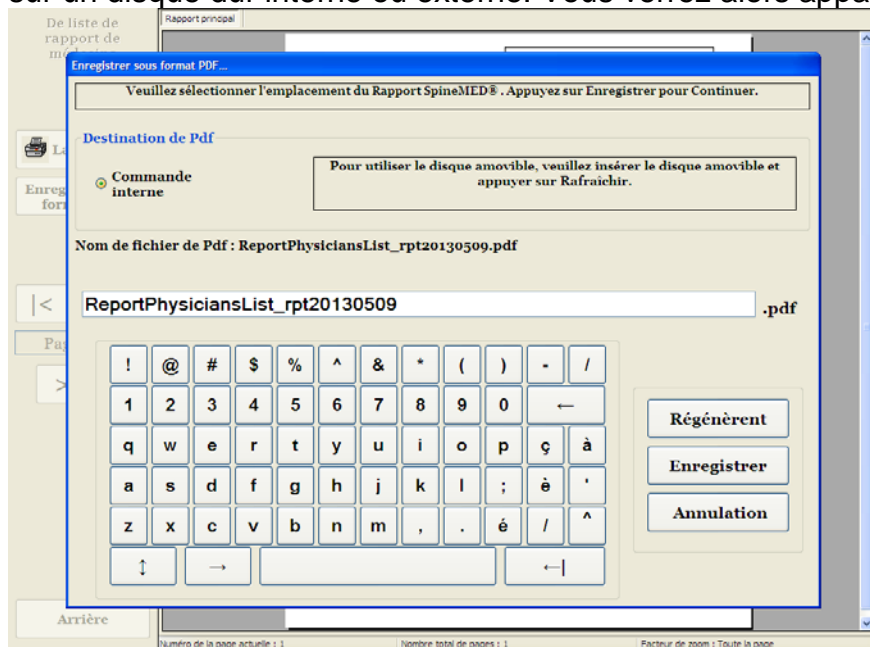 sur un disque dur interne ou externe. Vous verrez alors appa
De liste de
rapport de
Rapport principal
Enregistrer sous format PDF...
Veuillez sélectionner l'emplacement du Rapport SpineMED® . Appuyez sur Enregistrer pour Continuer.
Destination de Pdf
Commande
interne
Pour utiliser le disque amovible, veuillez insérer le disque amovible et
appuyer sur Rafraichir.
Nom de fichier de Pdf : ReportPhysiciansList_rpt20130509.pdf
ReportPhysiciansList_rpt20130509 .pdf
|<
>
! @ # $ % ^ & * ( ) - /
1 2 3 4 5 6 7 8 9 0 ←
q w e r t y u i o p ç à
a s d f g h j k l ; è '
z x c v b n m , . é / ^
↕ → ←|
Régénèrent
Enregistrer
Annulation
Arrière
Numéro de la page actuelle : 1 Nombre total de pages : 1 Facteur de zoom : Toute la page